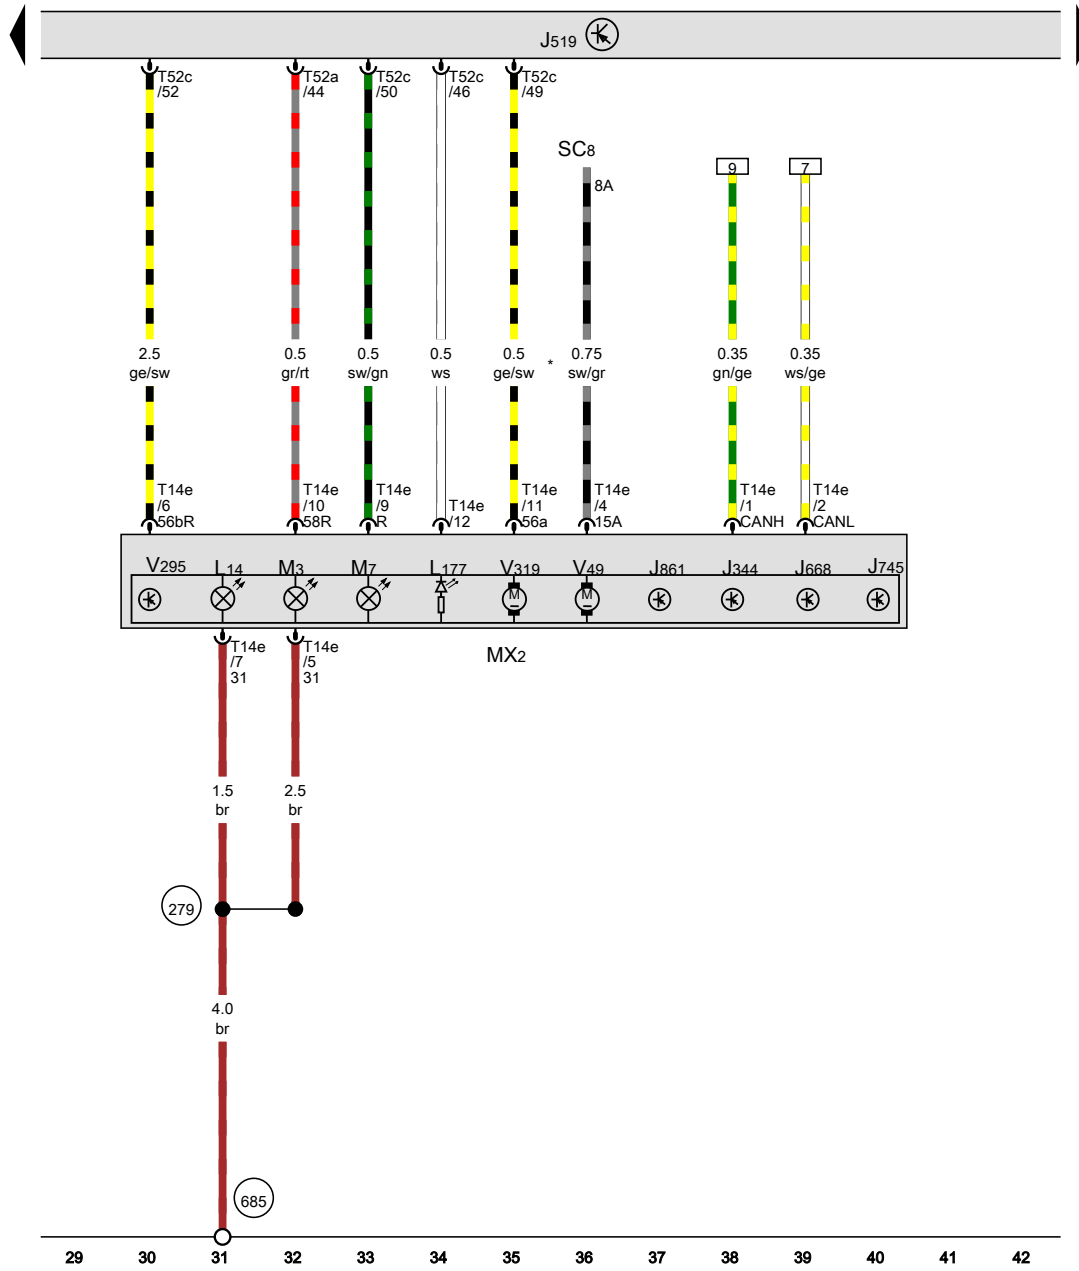 J519
T52c T52a T52c T52c T52c
/52 /44 /50 /46 /49
SC8
8A
9 7
2.5 0.5 0.5 0.5 0.5 * 0.75 0.35 0.35
ge/sw gr/rt sw/gn ws ge/sw sw/gr gn/ge ws/ge
T14e T14e T14e T14e T14e T14e T14e T14e
/6 /10 /9 /12 /11 /4 /1 /2
56bR 58R R 56a 15A CANH CANL
V295 L14 M3 M7 L177 V319 V49 J861 J344 J668 J745
M M
T14e T14e
/7 /5
31 31
MX2
1.5 2.5
br br
279
4.0
br
685
29 30 31 32 33 34 35 36 37 38 39 40 41 42